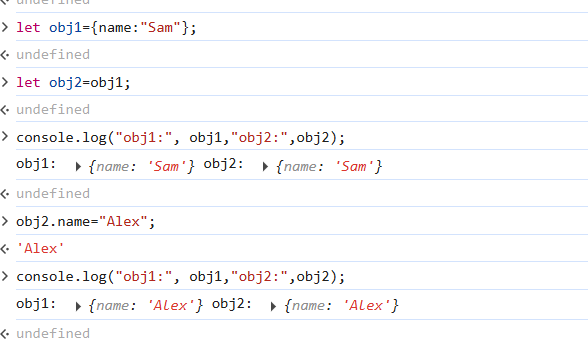 undefined
let obj1={name:"Sam"};
undefined
let obj2=obj1;
undefined
console.log("obj1:", obj1,"obj2:",obj2);
obj1: ▶ {name: 'Sam'} obj2: ▶ {name: 'Sam'}
undefined
obj2.name="Alex";
'Alex'
console.log("obj1:", obj1,"obj2:",obj2);
obj1: ▶ {name: 'Alex'} obj2: ▶ {name: 'Alex'}
undefined